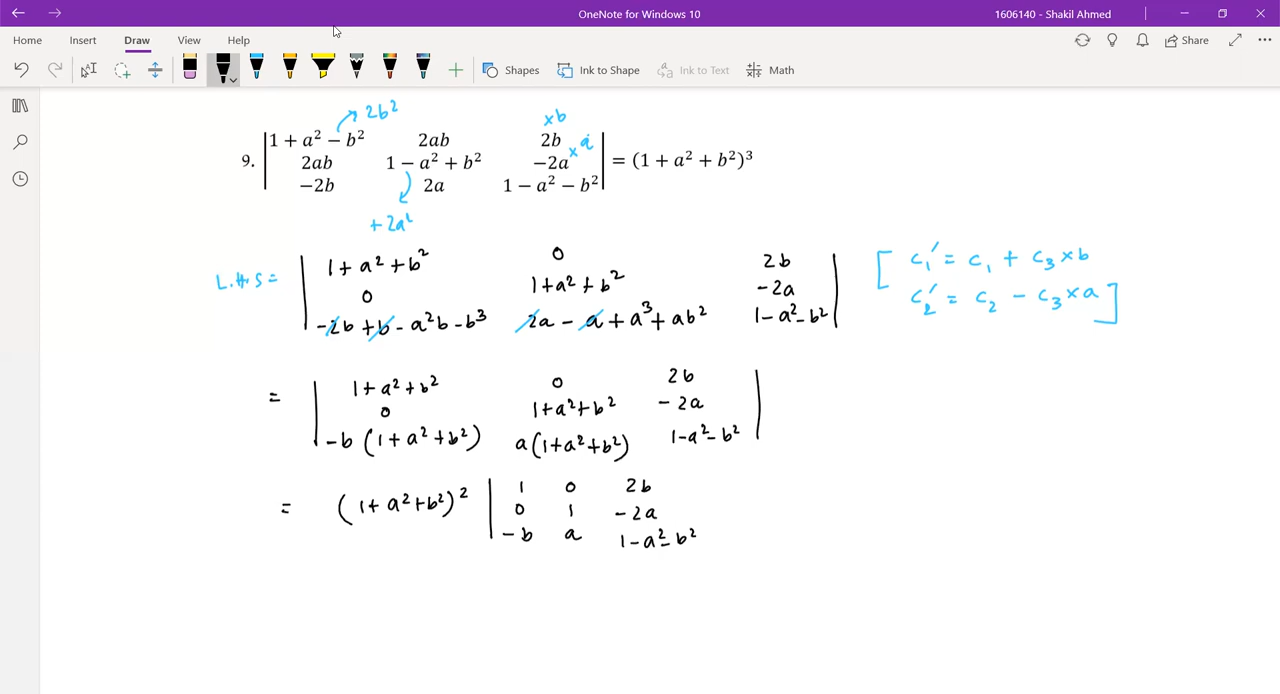 OneNote for Windows 10
1606140 - Shakil Ahmed
Home Insert Draw View Help Share
Shapes Ink to Shape Ink to Text Math
2b² ×b
1 + a² − b² 2ab 2b ×a
9. 2ab 1 − a² + b² −2a = (1 + a² + b²)³
−2b 2a 1 − a² − b²
+2a²
1+a²+b² 0 2b
L.H.S = 0 1+a²+b² -2a
-2b+b-a²b-b³ 2a-a+a³+ab² 1-a²-b²
[ c₁′ = c₁ + c₃×b
c₂′ = c₂ - c₃×a ]
1+a²+b² 0 2b
= 0 1+a²+b² -2a
-b(1+a²+b²) a(1+a²+b²) 1-a²-b²
1 0 2b
= (1+a²+b²)² 0 1 -2a
-b a 1-a²-b²